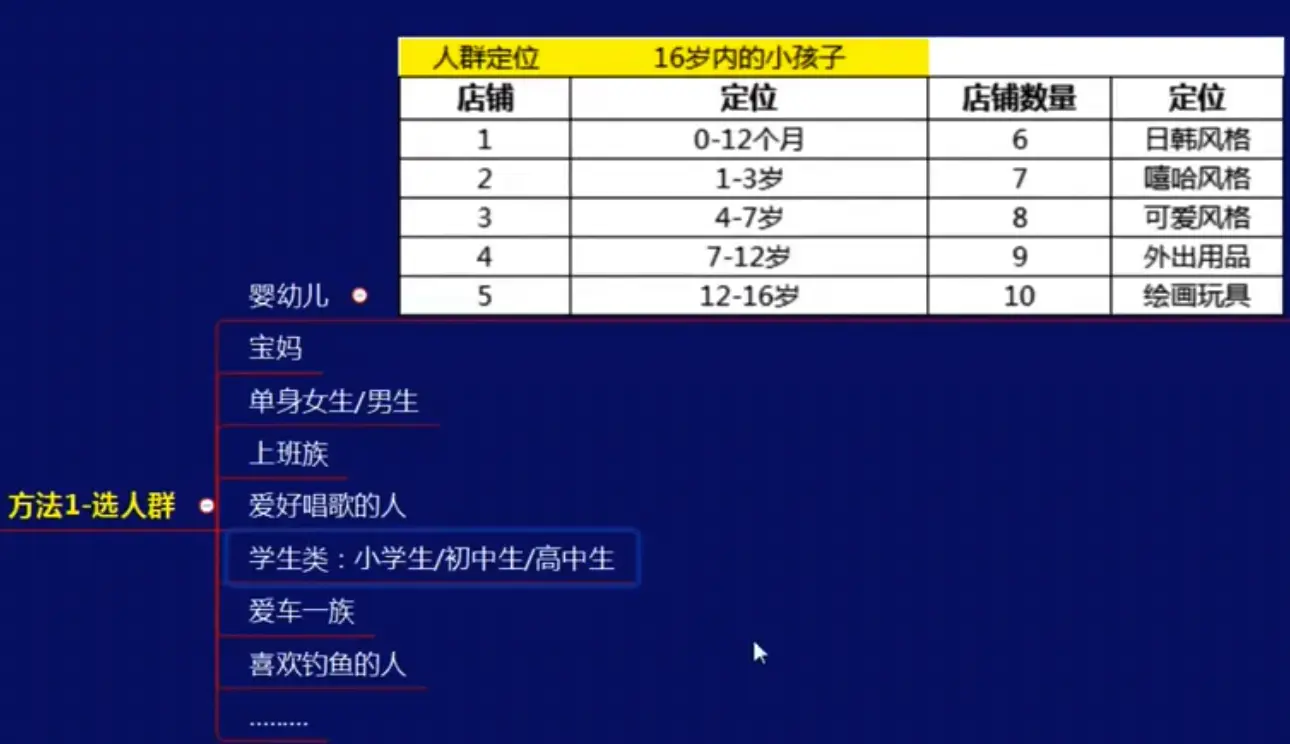 人群定位 16岁内的小孩子
店铺 定位 店铺数量 定位
1 0-12个月 6 日韩风格
2 1-3岁 7 嘻哈风格
3 4-7岁 8 可爱风格
4 7-12岁 9 外出用品
5 12-16岁 10 绘画玩具
婴幼儿
宝妈
单身女生/男生
上班族
方法1-选人群
爱好唱歌的人
学生类：小学生/初中生/高中生
爱车一族
喜欢钓鱼的人
………